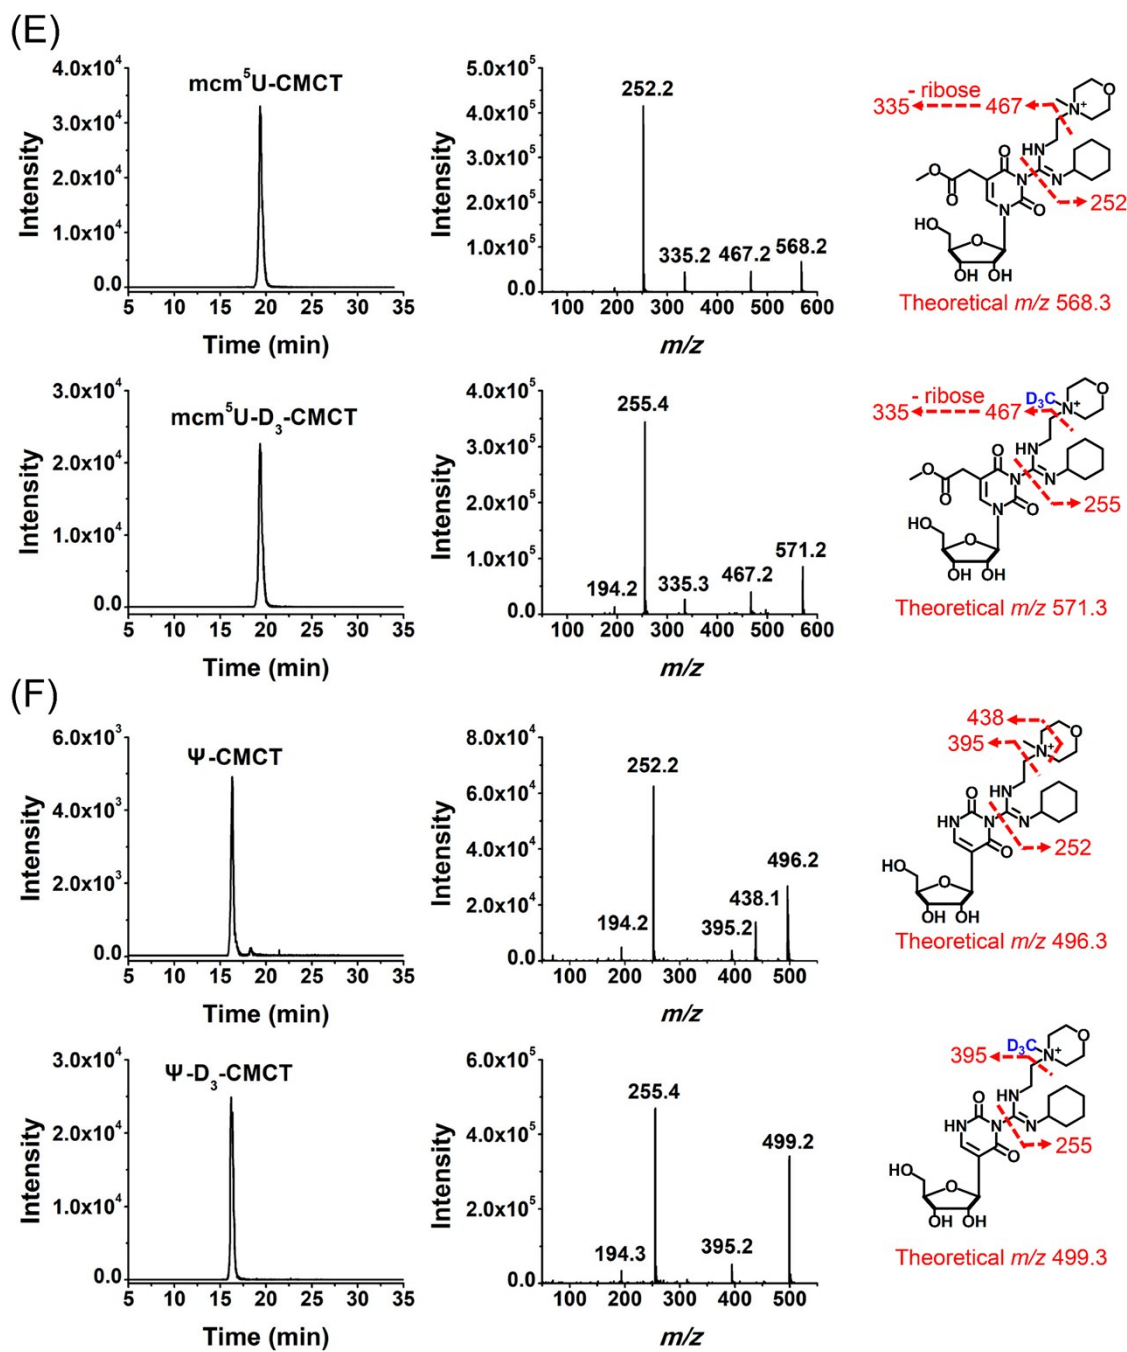 (E)
mcm⁵U-CMCT
Intensity
4.0x10⁴
3.0x10⁴
2.0x10⁴
1.0x10⁴
0.0
5 10 15 20 25 30 35
Time (min)
Intensity
5.0x10⁵
4.0x10⁵
3.0x10⁵
2.0x10⁵
1.0x10⁵
0.0
252.2
335.2
467.2
568.2
100 200 300 400 500 600
m/z
- ribose
335 467
N⁺
O
HN
O
N
N
O
O
N
O
252
HO
O
OH OH
Theoretical m/z 568.3
mcm⁵U-D₃-CMCT
Intensity
3.0x10⁴
2.0x10⁴
1.0x10⁴
0.0
5 10 15 20 25 30 35
Time (min)
Intensity
4.0x10⁵
3.0x10⁵
2.0x10⁵
1.0x10⁵
0.0
194.2
255.4
335.3
467.2
571.2
100 200 300 400 500 600
m/z
- ribose
335 467
D₃C
N⁺
O
HN
O
N
N
O
O
N
O
255
HO
O
OH OH
Theoretical m/z 571.3
(F)
Ψ-CMCT
Intensity
6.0x10³
4.0x10³
2.0x10³
0.0
5 10 15 20 25 30 35
Time (min)
Intensity
8.0x10⁴
6.0x10⁴
4.0x10⁴
2.0x10⁴
0.0
194.2
252.2
395.2
438.1
496.2
100 200 300 400 500
m/z
438
395
N⁺
O
HN
O
HN
N
N
O
252
HO
O
OH OH
Theoretical m/z 496.3
Ψ-D₃-CMCT
Intensity
3.0x10⁴
2.0x10⁴
1.0x10⁴
0.0
5 10 15 20 25 30 35
Time (min)
Intensity
6.0x10⁵
4.0x10⁵
2.0x10⁵
0.0
194.3
255.4
395.2
499.2
100 200 300 400 500
m/z
395
D₃C
N⁺
O
HN
O
HN
N
N
O
255
HO
O
OH OH
Theoretical m/z 499.3